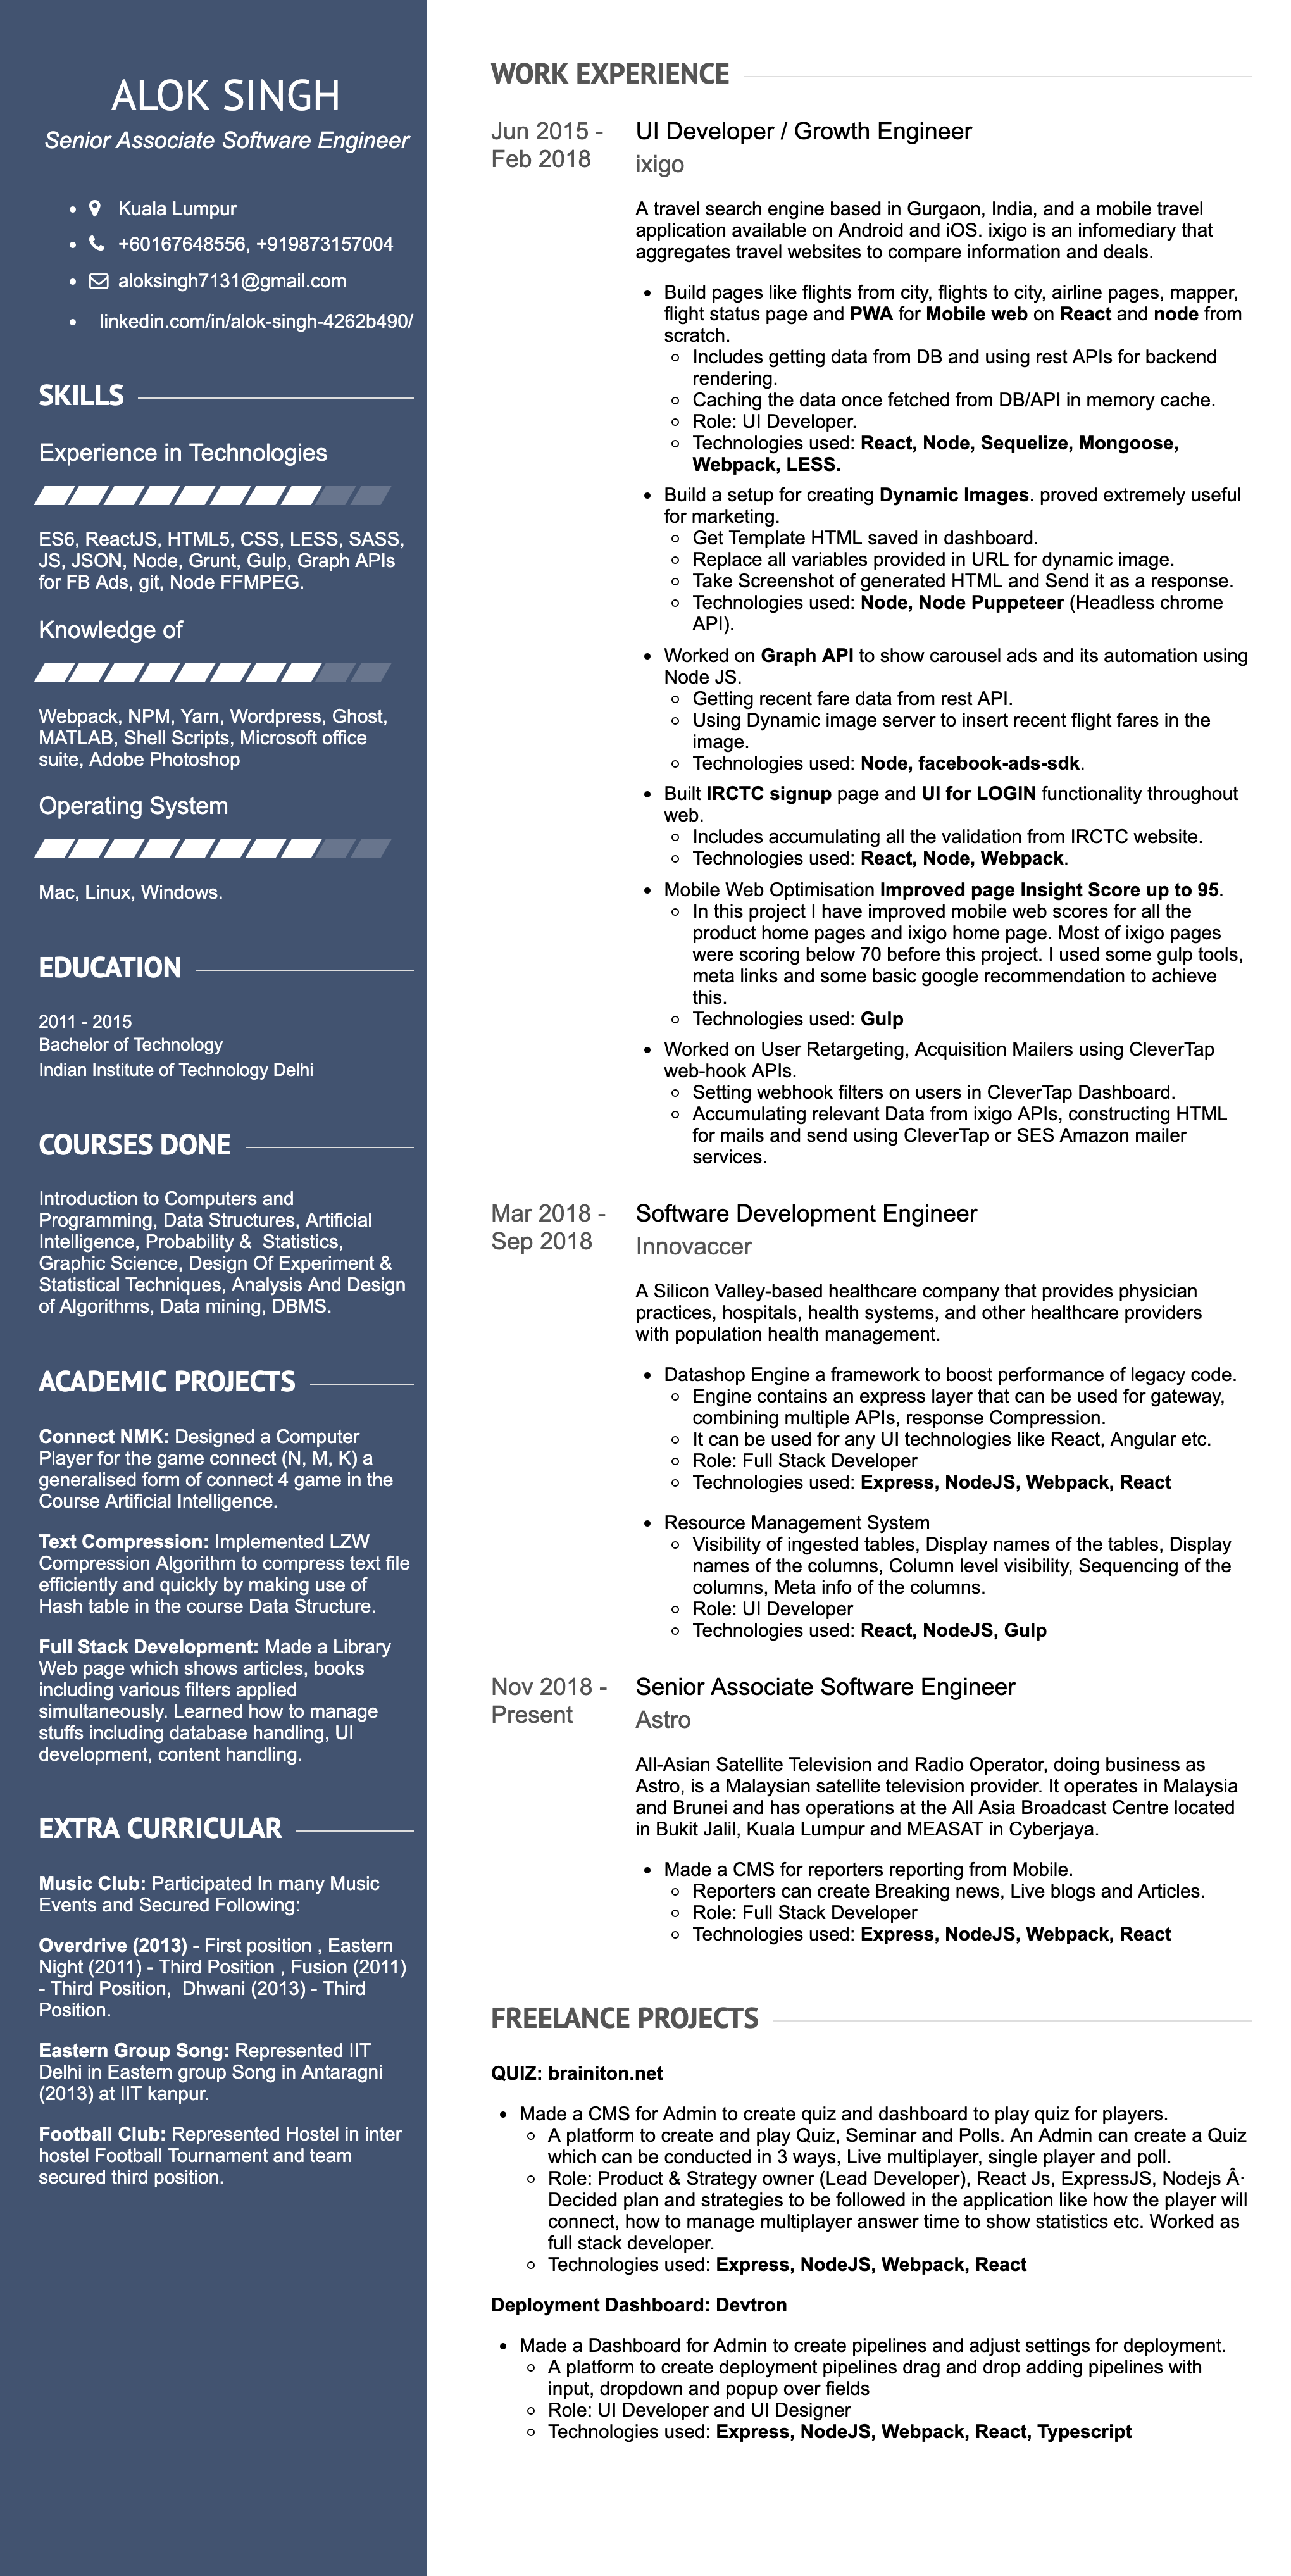 ALOK SINGH
Senior Associate Software Engineer
Kuala Lumpur
+60167648556, +919873157004
aloksingh7131@gmail.com
linkedin.com/in/alok-singh-4262b490/
SKILLS
Experience in Technologies
ES6, ReactJS, HTML5, CSS, LESS, SASS,
JS, JSON, Node, Grunt, Gulp, Graph APIs
for FB Ads, git, Node FFMPEG.
Knowledge of
Webpack, NPM, Yarn, Wordpress, Ghost,
MATLAB, Shell Scripts, Microsoft office
suite, Adobe Photoshop
Operating System
Mac, Linux, Windows.
EDUCATION
2011 - 2015
Bachelor of Technology
Indian Institute of Technology Delhi
COURSES DONE
Introduction to Computers and
Programming, Data Structures, Artificial
Intelligence, Probability &  Statistics,
Graphic Science, Design Of Experiment &
Statistical Techniques, Analysis And Design
of Algorithms, Data mining, DBMS.
ACADEMIC PROJECTS
Connect NMK: Designed a Computer
Player for the game connect (N, M, K) a
generalised form of connect 4 game in the
Course Artificial Intelligence.
Text Compression: Implemented LZW
Compression Algorithm to compress text file
efficiently and quickly by making use of
Hash table in the course Data Structure.
Full Stack Development: Made a Library
Web page which shows articles, books
including various filters applied
simultaneously. Learned how to manage
stuffs including database handling, UI
development, content handling.
EXTRA CURRICULAR
Music Club: Participated In many Music
Events and Secured Following:
Overdrive (2013) - First position , Eastern
Night (2011) - Third Position , Fusion (2011)
- Third Position,  Dhwani (2013) - Third
Position.
Eastern Group Song: Represented IIT
Delhi in Eastern group Song in Antaragni
(2013) at IIT kanpur.
Football Club: Represented Hostel in inter
hostel Football Tournament and team
secured third position.
WORK EXPERIENCE
Jun 2015 -
Feb 2018
UI Developer / Growth Engineer
ixigo
A travel search engine based in Gurgaon, India, and a mobile travel
application available on Android and iOS. ixigo is an infomediary that
aggregates travel websites to compare information and deals.
Build pages like flights from city, flights to city, airline pages, mapper,
flight status page and PWA for Mobile web on React and node from
scratch.
Includes getting data from DB and using rest APIs for backend
rendering.
Caching the data once fetched from DB/API in memory cache.
Role: UI Developer.
Technologies used: React, Node, Sequelize, Mongoose,
Webpack, LESS.
Build a setup for creating Dynamic Images. proved extremely useful
for marketing.
Get Template HTML saved in dashboard.
Replace all variables provided in URL for dynamic image.
Take Screenshot of generated HTML and Send it as a response.
Technologies used: Node, Node Puppeteer (Headless chrome
API).
Worked on Graph API to show carousel ads and its automation using
Node JS.
Getting recent fare data from rest API.
Using Dynamic image server to insert recent flight fares in the
image.
Technologies used: Node, facebook-ads-sdk.
Built IRCTC signup page and UI for LOGIN functionality throughout
web.
Includes accumulating all the validation from IRCTC website.
Technologies used: React, Node, Webpack.
Mobile Web Optimisation Improved page Insight Score up to 95.
In this project I have improved mobile web scores for all the
product home pages and ixigo home page. Most of ixigo pages
were scoring below 70 before this project. I used some gulp tools,
meta links and some basic google recommendation to achieve
this.
Technologies used: Gulp
Worked on User Retargeting, Acquisition Mailers using CleverTap
web-hook APIs.
Setting webhook filters on users in CleverTap Dashboard.
Accumulating relevant Data from ixigo APIs, constructing HTML
for mails and send using CleverTap or SES Amazon mailer
services.
Mar 2018 -
Sep 2018
Software Development Engineer
Innovaccer
A Silicon Valley-based healthcare company that provides physician
practices, hospitals, health systems, and other healthcare providers
with population health management.
Datashop Engine a framework to boost performance of legacy code.
Engine contains an express layer that can be used for gateway,
combining multiple APIs, response Compression.
It can be used for any UI technologies like React, Angular etc.
Role: Full Stack Developer
Technologies used: Express, NodeJS, Webpack, React
Resource Management System
Visibility of ingested tables, Display names of the tables, Display
names of the columns, Column level visibility, Sequencing of the
columns, Meta info of the columns.
Role: UI Developer
Technologies used: React, NodeJS, Gulp
Nov 2018 -
Present
Senior Associate Software Engineer
Astro
All-Asian Satellite Television and Radio Operator, doing business as
Astro, is a Malaysian satellite television provider. It operates in Malaysia
and Brunei and has operations at the All Asia Broadcast Centre located
in Bukit Jalil, Kuala Lumpur and MEASAT in Cyberjaya.
Made a CMS for reporters reporting from Mobile.
Reporters can create Breaking news, Live blogs and Articles.
Role: Full Stack Developer
Technologies used: Express, NodeJS, Webpack, React
FREELANCE PROJECTS
QUIZ: brainiton.net
Made a CMS for Admin to create quiz and dashboard to play quiz for players.
A platform to create and play Quiz, Seminar and Polls. An Admin can create a Quiz
which can be conducted in 3 ways, Live multiplayer, single player and poll.
Role: Product & Strategy owner (Lead Developer), React Js, ExpressJS, Nodejs Â·
Decided plan and strategies to be followed in the application like how the player will
connect, how to manage multiplayer answer time to show statistics etc. Worked as
full stack developer.
Technologies used: Express, NodeJS, Webpack, React
Deployment Dashboard: Devtron
Made a Dashboard for Admin to create pipelines and adjust settings for deployment.
A platform to create deployment pipelines drag and drop adding pipelines with
input, dropdown and popup over fields
Role: UI Developer and UI Designer
Technologies used: Express, NodeJS, Webpack, React, Typescript